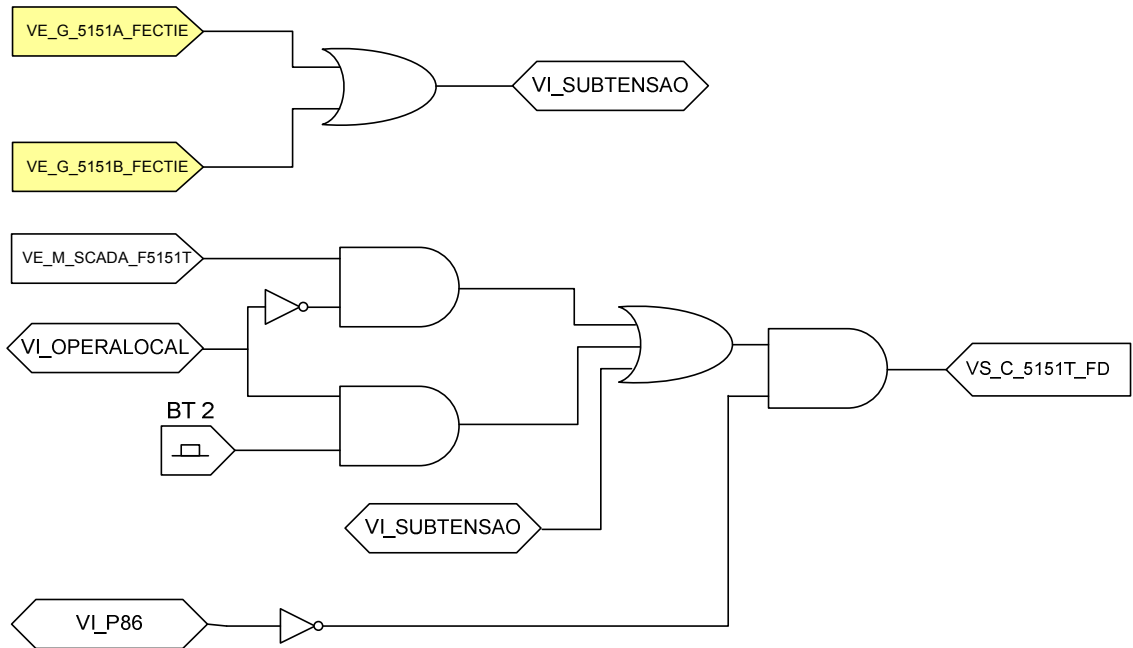 VE_G_5151A_FECTIE
VI_SUBTENSAO
VE_G_5151B_FECTIE
VE_M_SCADA_F5151T
VI_OPERALOCAL
VS_C_5151T_FD
BT 2
VI_SUBTENSAO
VI_P86